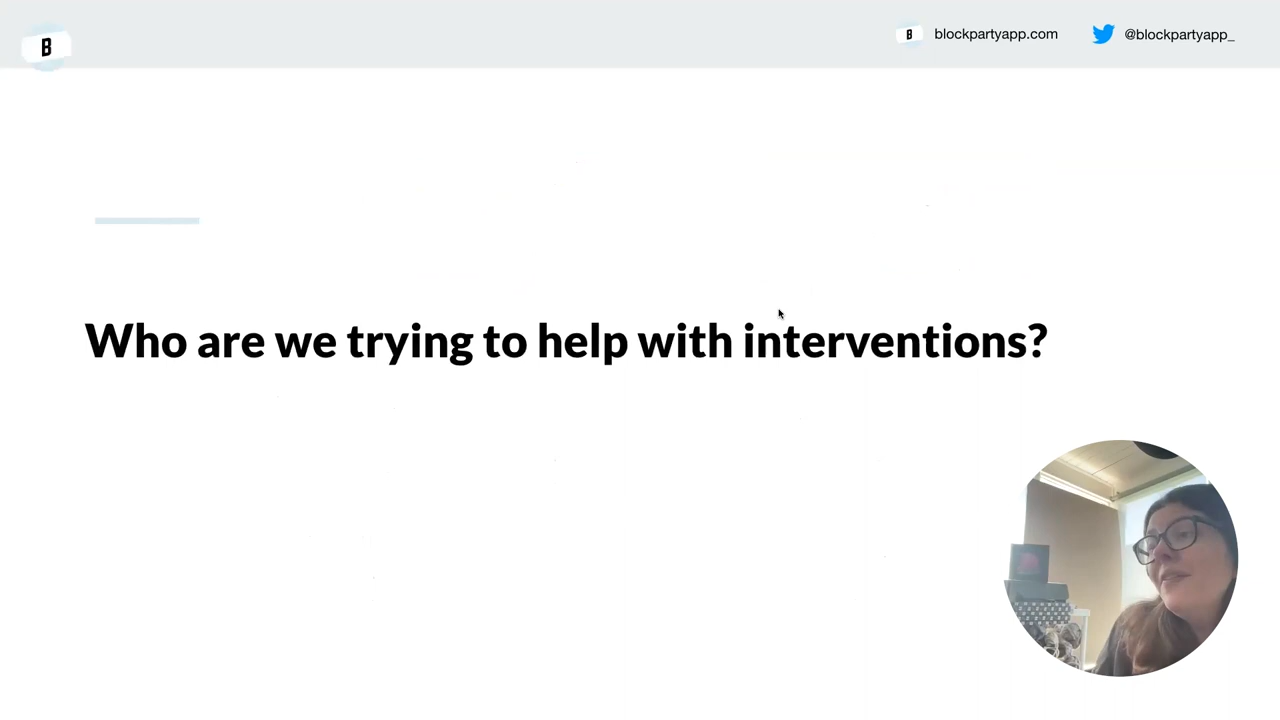 B
B blockpartyapp.com @blockpartyapp_
Who are we trying to help with interventions?